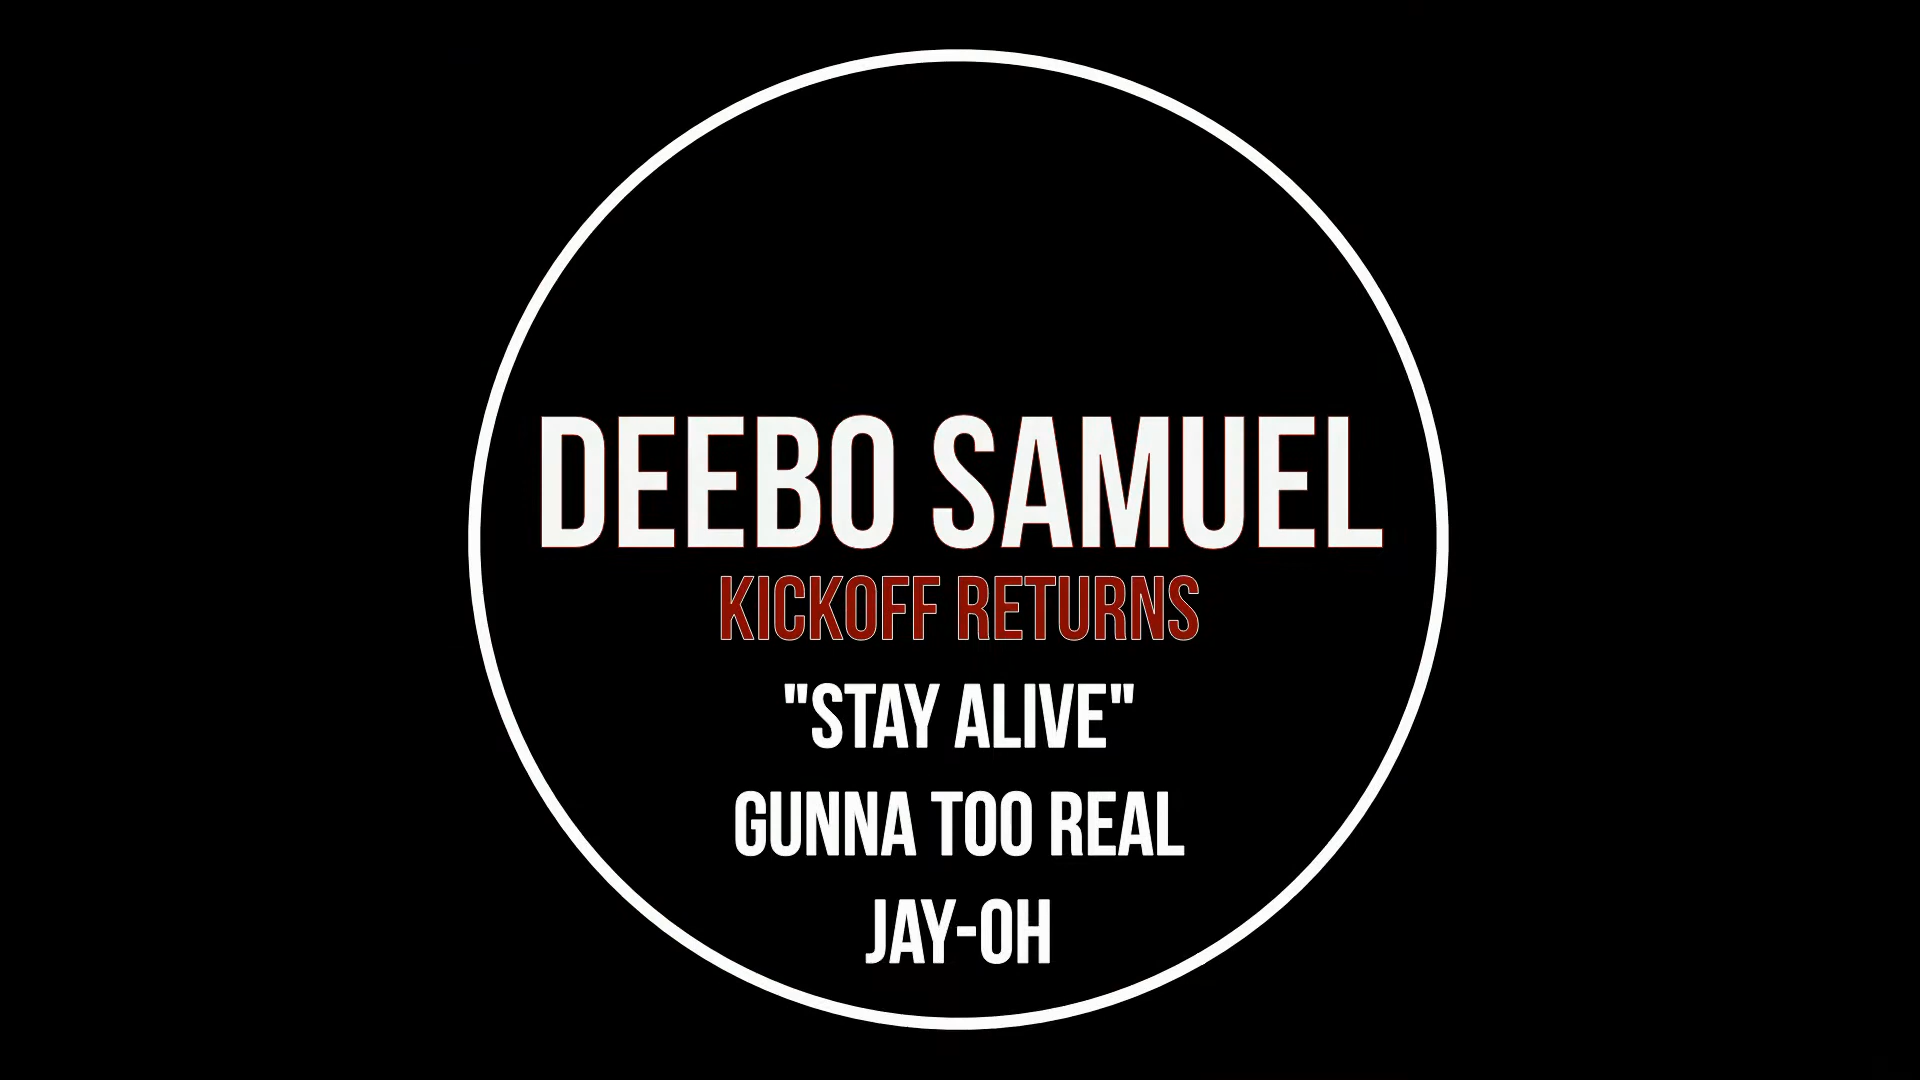 DEEBO SAMUEL
KICKOFF RETURNS
"STAY ALIVE"
GUNNA TOO REAL
JAY-OH